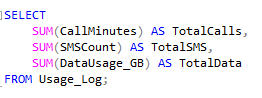 SELECT
SUM(CallMinutes) AS TotalCalls,
SUM(SMSCount) AS TotalSMS,
SUM(DataUsage_GB) AS TotalData
FROM Usage_Log;